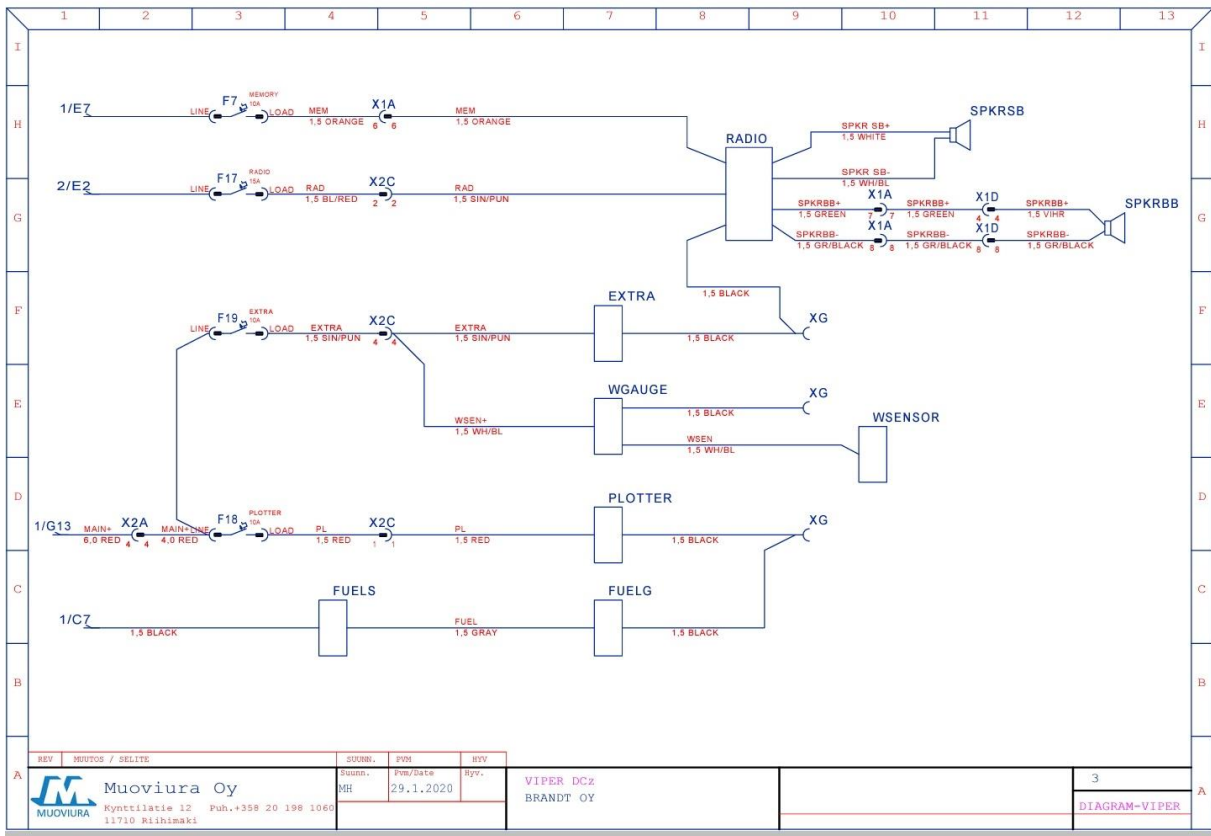 1 2 3 4 5 6 7 8 9 10 11 12 13
I I
1/E7 LINE F7 MEMORY 10A LOAD MEM 1,5 ORANGE X1A 6 6 MEM 1,5 ORANGE
SPKRSB
H H
RADIO
SPKR SB+
1,5 WHITE
SPKR SB-
1,5 WH/BL
2/E2 LINE F17 RADIO 15A LOAD RAD 1,5 BL/RED X2C 2 2 RAD 1,5 SIN/PUN
SPKRBB+ 1,5 GREEN X1A 7 7 SPKRBB+ 1,5 GREEN X1D 4 4 SPKRBB+ 1,5 VIHR
SPKRBB
G G
SPKRBB- 1,5 GR/BLACK X1A 8 8 SPKRBB- 1,5 GR/BLACK X1D 8 8 SPKRBB- 1,5 GR/BLACK
1,5 BLACK
F F
LINE F19 EXTRA 10A LOAD EXTRA 1,5 SIN/PUN X2C 4 4 EXTRA 1,5 SIN/PUN EXTRA 1,5 BLACK XG
E E
WSEN+ 1,5 WH/BL WGAUGE 1,5 BLACK XG
WSEN 1,5 WH/BL WSENSOR
D D
1/G13 MAIN+ 6,0 RED X2A 4 4 MAIN+ 4,0 RED LINE F18 PLOTTER 10A LOAD PL 1,5 RED X2C 1 1 PL 1,5 RED PLOTTER 1,5 BLACK XG
C C
1/C7 1,5 BLACK FUELS FUEL 1,5 GRAY FUELG 1,5 BLACK
B B
REV MUUTOS / SELITE SUUNN. PVM HYV
A A
MUOVIURA
Muoviura Oy
Kynttilatie 12 Puh.+358 20 198 1060
11710 Riihimaki
Suunn. Pvm/Date Hyv.
MH 29.1.2020
VIPER DCz
BRANDT OY
3
DIAGRAM-VIPER